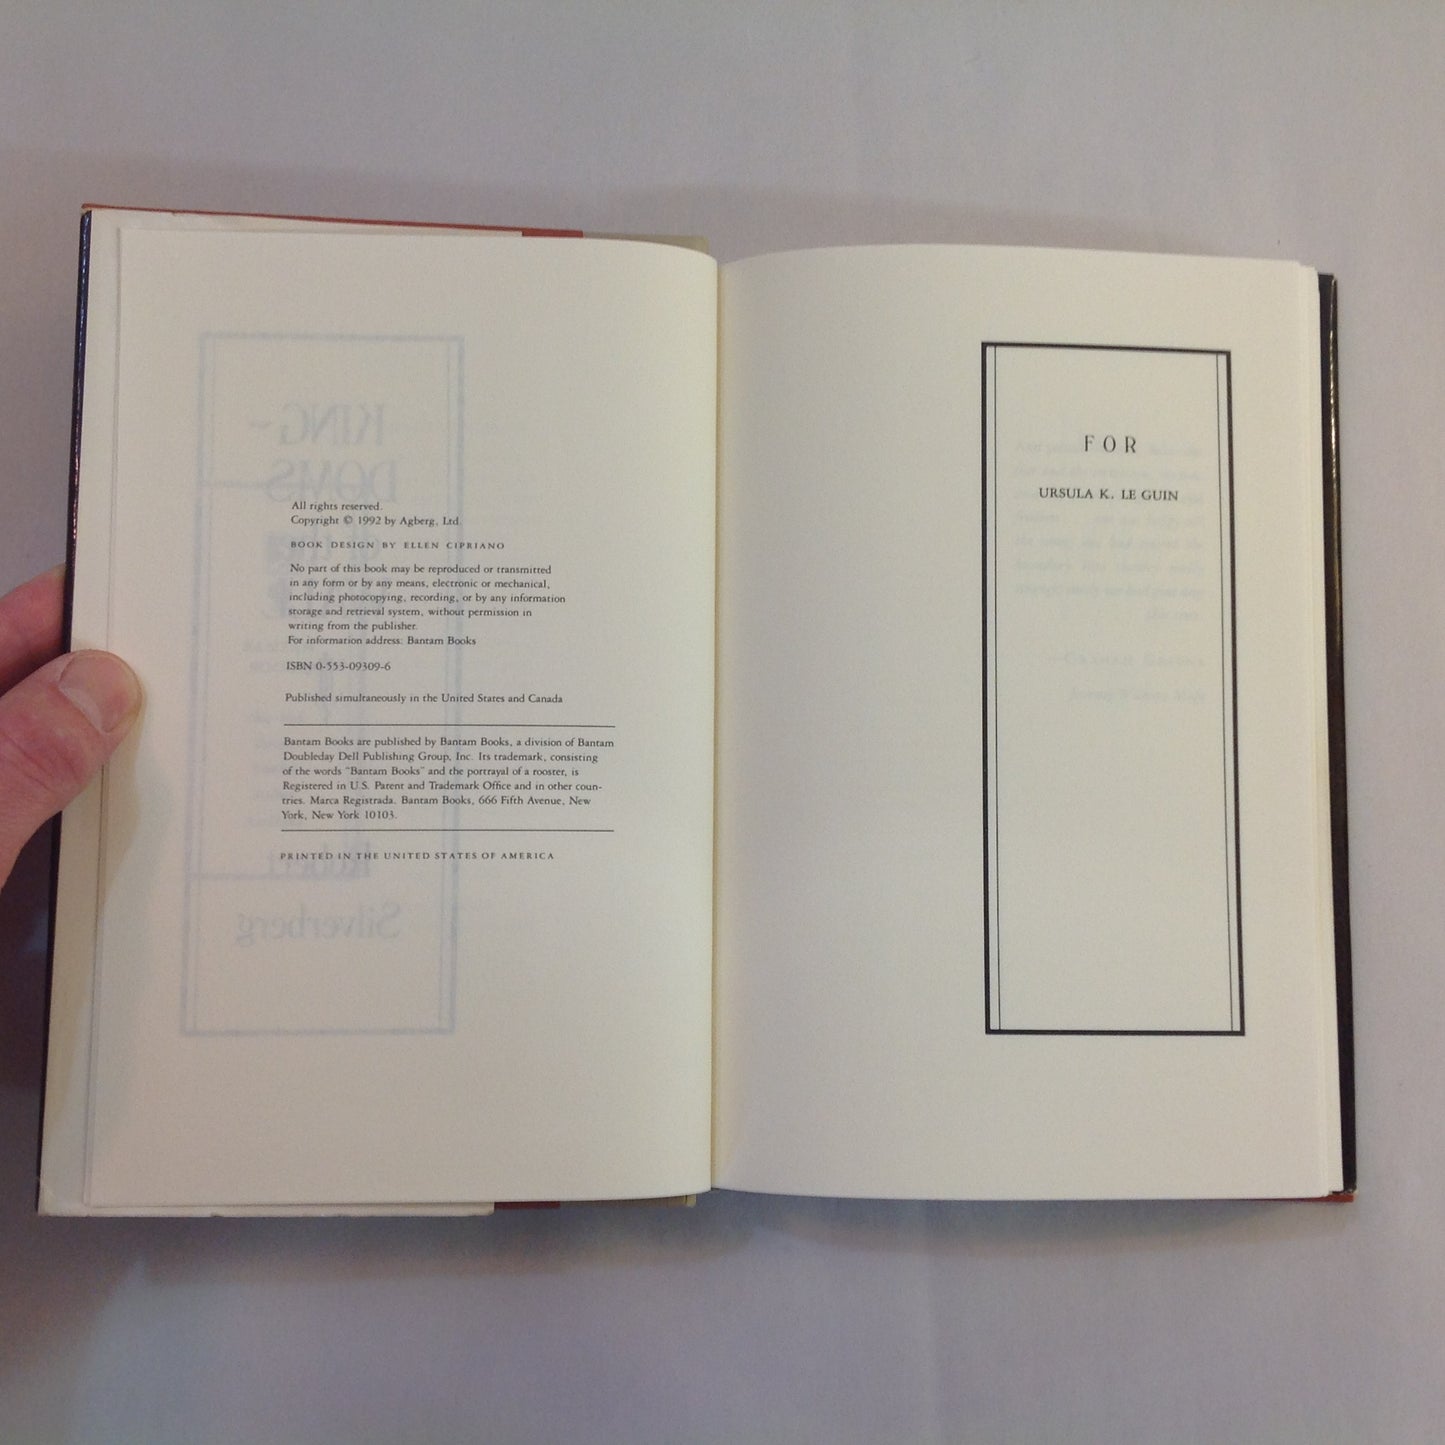 All rights reserved.
Copyright © 1992 by Agberg, Ltd.
BOOK DESIGN BY ELLEN CIPRIANO
No part of this book may be reproduced or transmitted
in any form or by any means, electronic or mechanical,
including photocopying, recording, or by any information
storage and retrieval system, without permission in
writing from the publisher.
For information address: Bantam Books
ISBN 0-553-09309-6
Published simultaneously in the United States and Canada
Bantam Books are published by Bantam Books, a division of Bantam
Doubleday Dell Publishing Group, Inc. Its trademark, consisting
of the words "Bantam Books" and the portrayal of a rooster, is
Registered in U.S. Patent and Trademark Office and in other coun-
tries. Marca Registrada. Bantam Books, 666 Fifth Avenue, New
York, New York 10103.
PRINTED IN THE UNITED STATES OF AMERICA
KING-
DOMS
Robert
Silverberg
FOR
URSULA K. LE GUIN